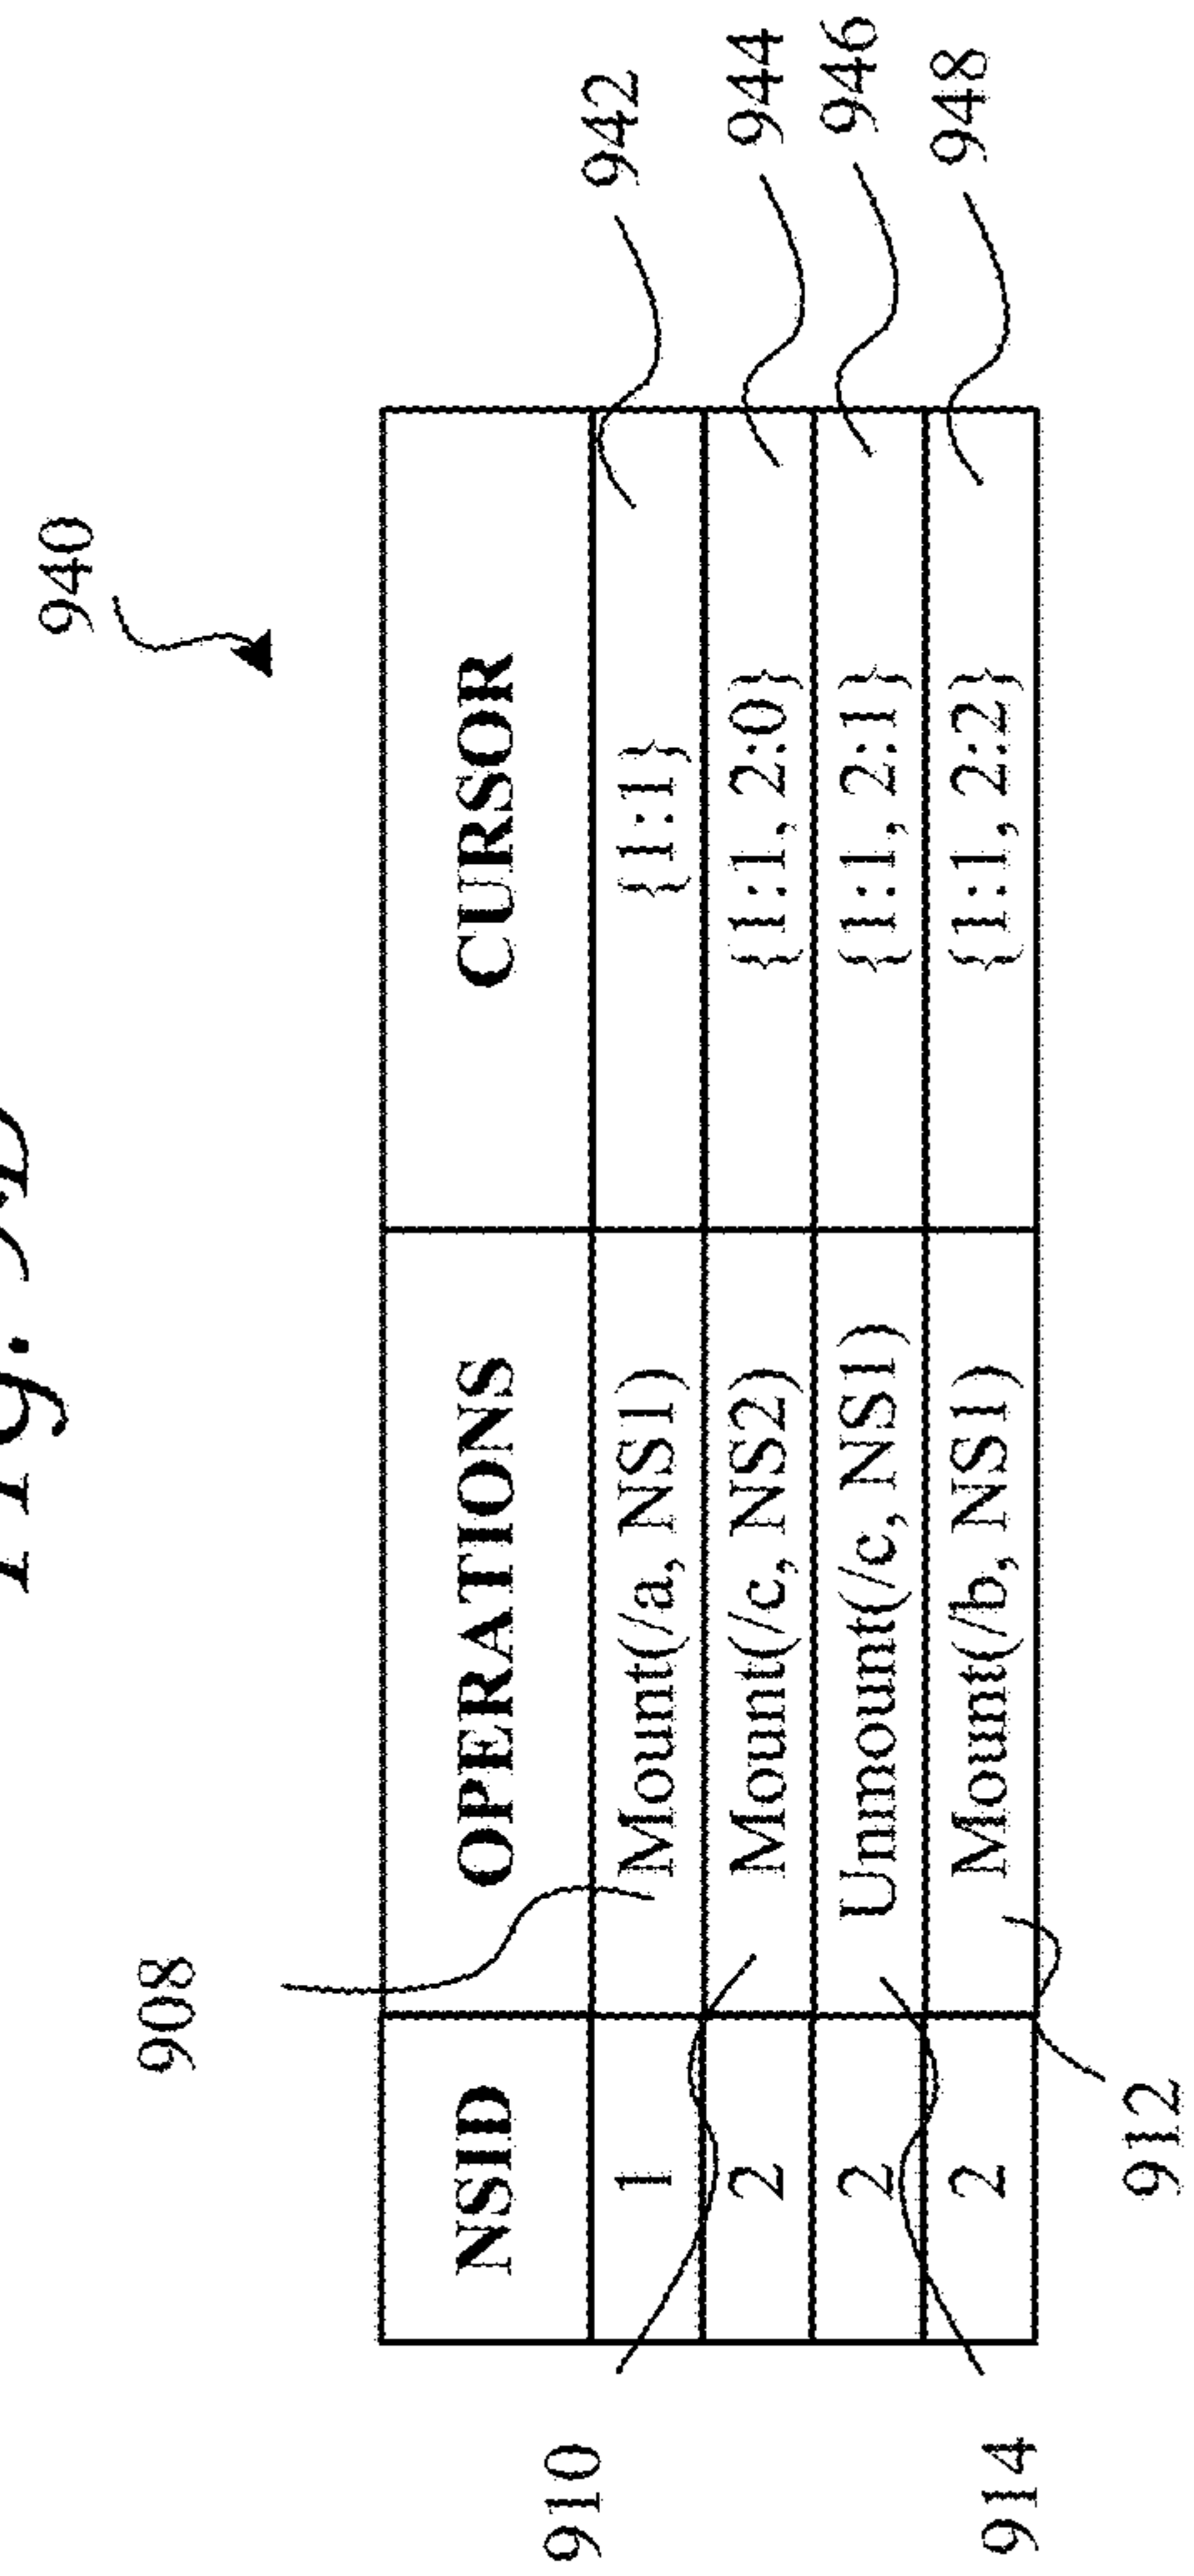 940
908
NSID OPERATIONS CURSOR
1 Mount(/a, NS1) {1:1} 942
910 2 Mount(/c, NS2) {1:1, 2:0} 944
2 Unmount(/c, NS1) {1:1, 2:1} 946
914 2 Mount(/b, NS1) {1:1, 2:2} 948
912